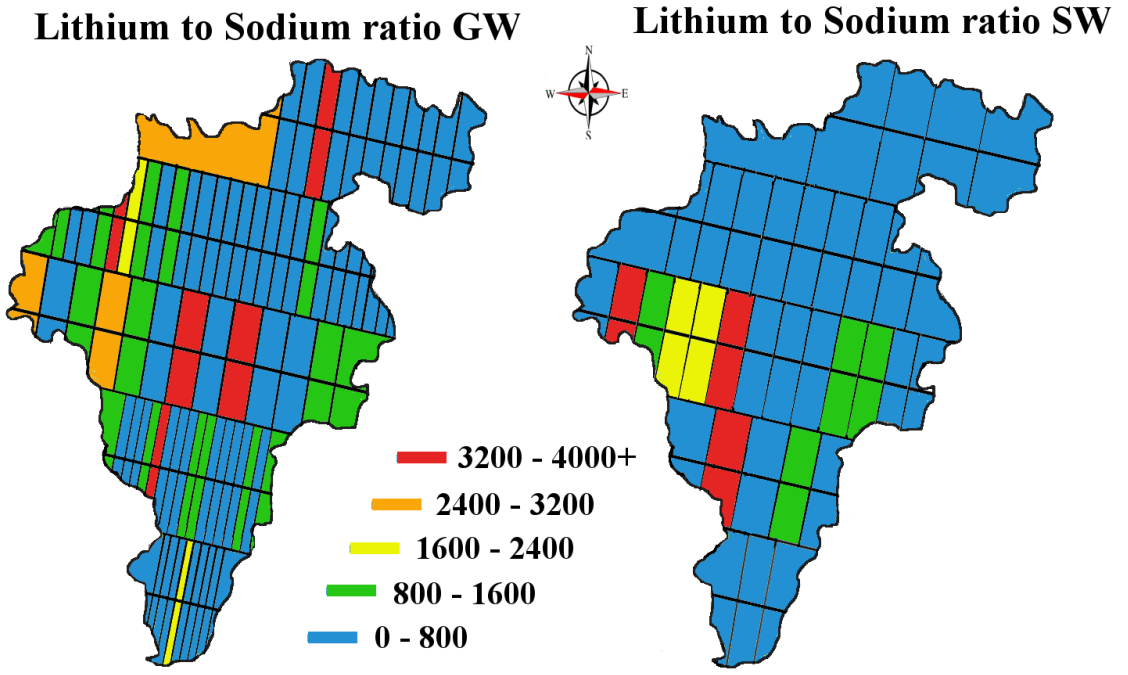 Lithium to Sodium ratio GW
Lithium to Sodium ratio SW
N
W E
S
3200 - 4000+
2400 - 3200
1600 - 2400
800 - 1600
0 - 800